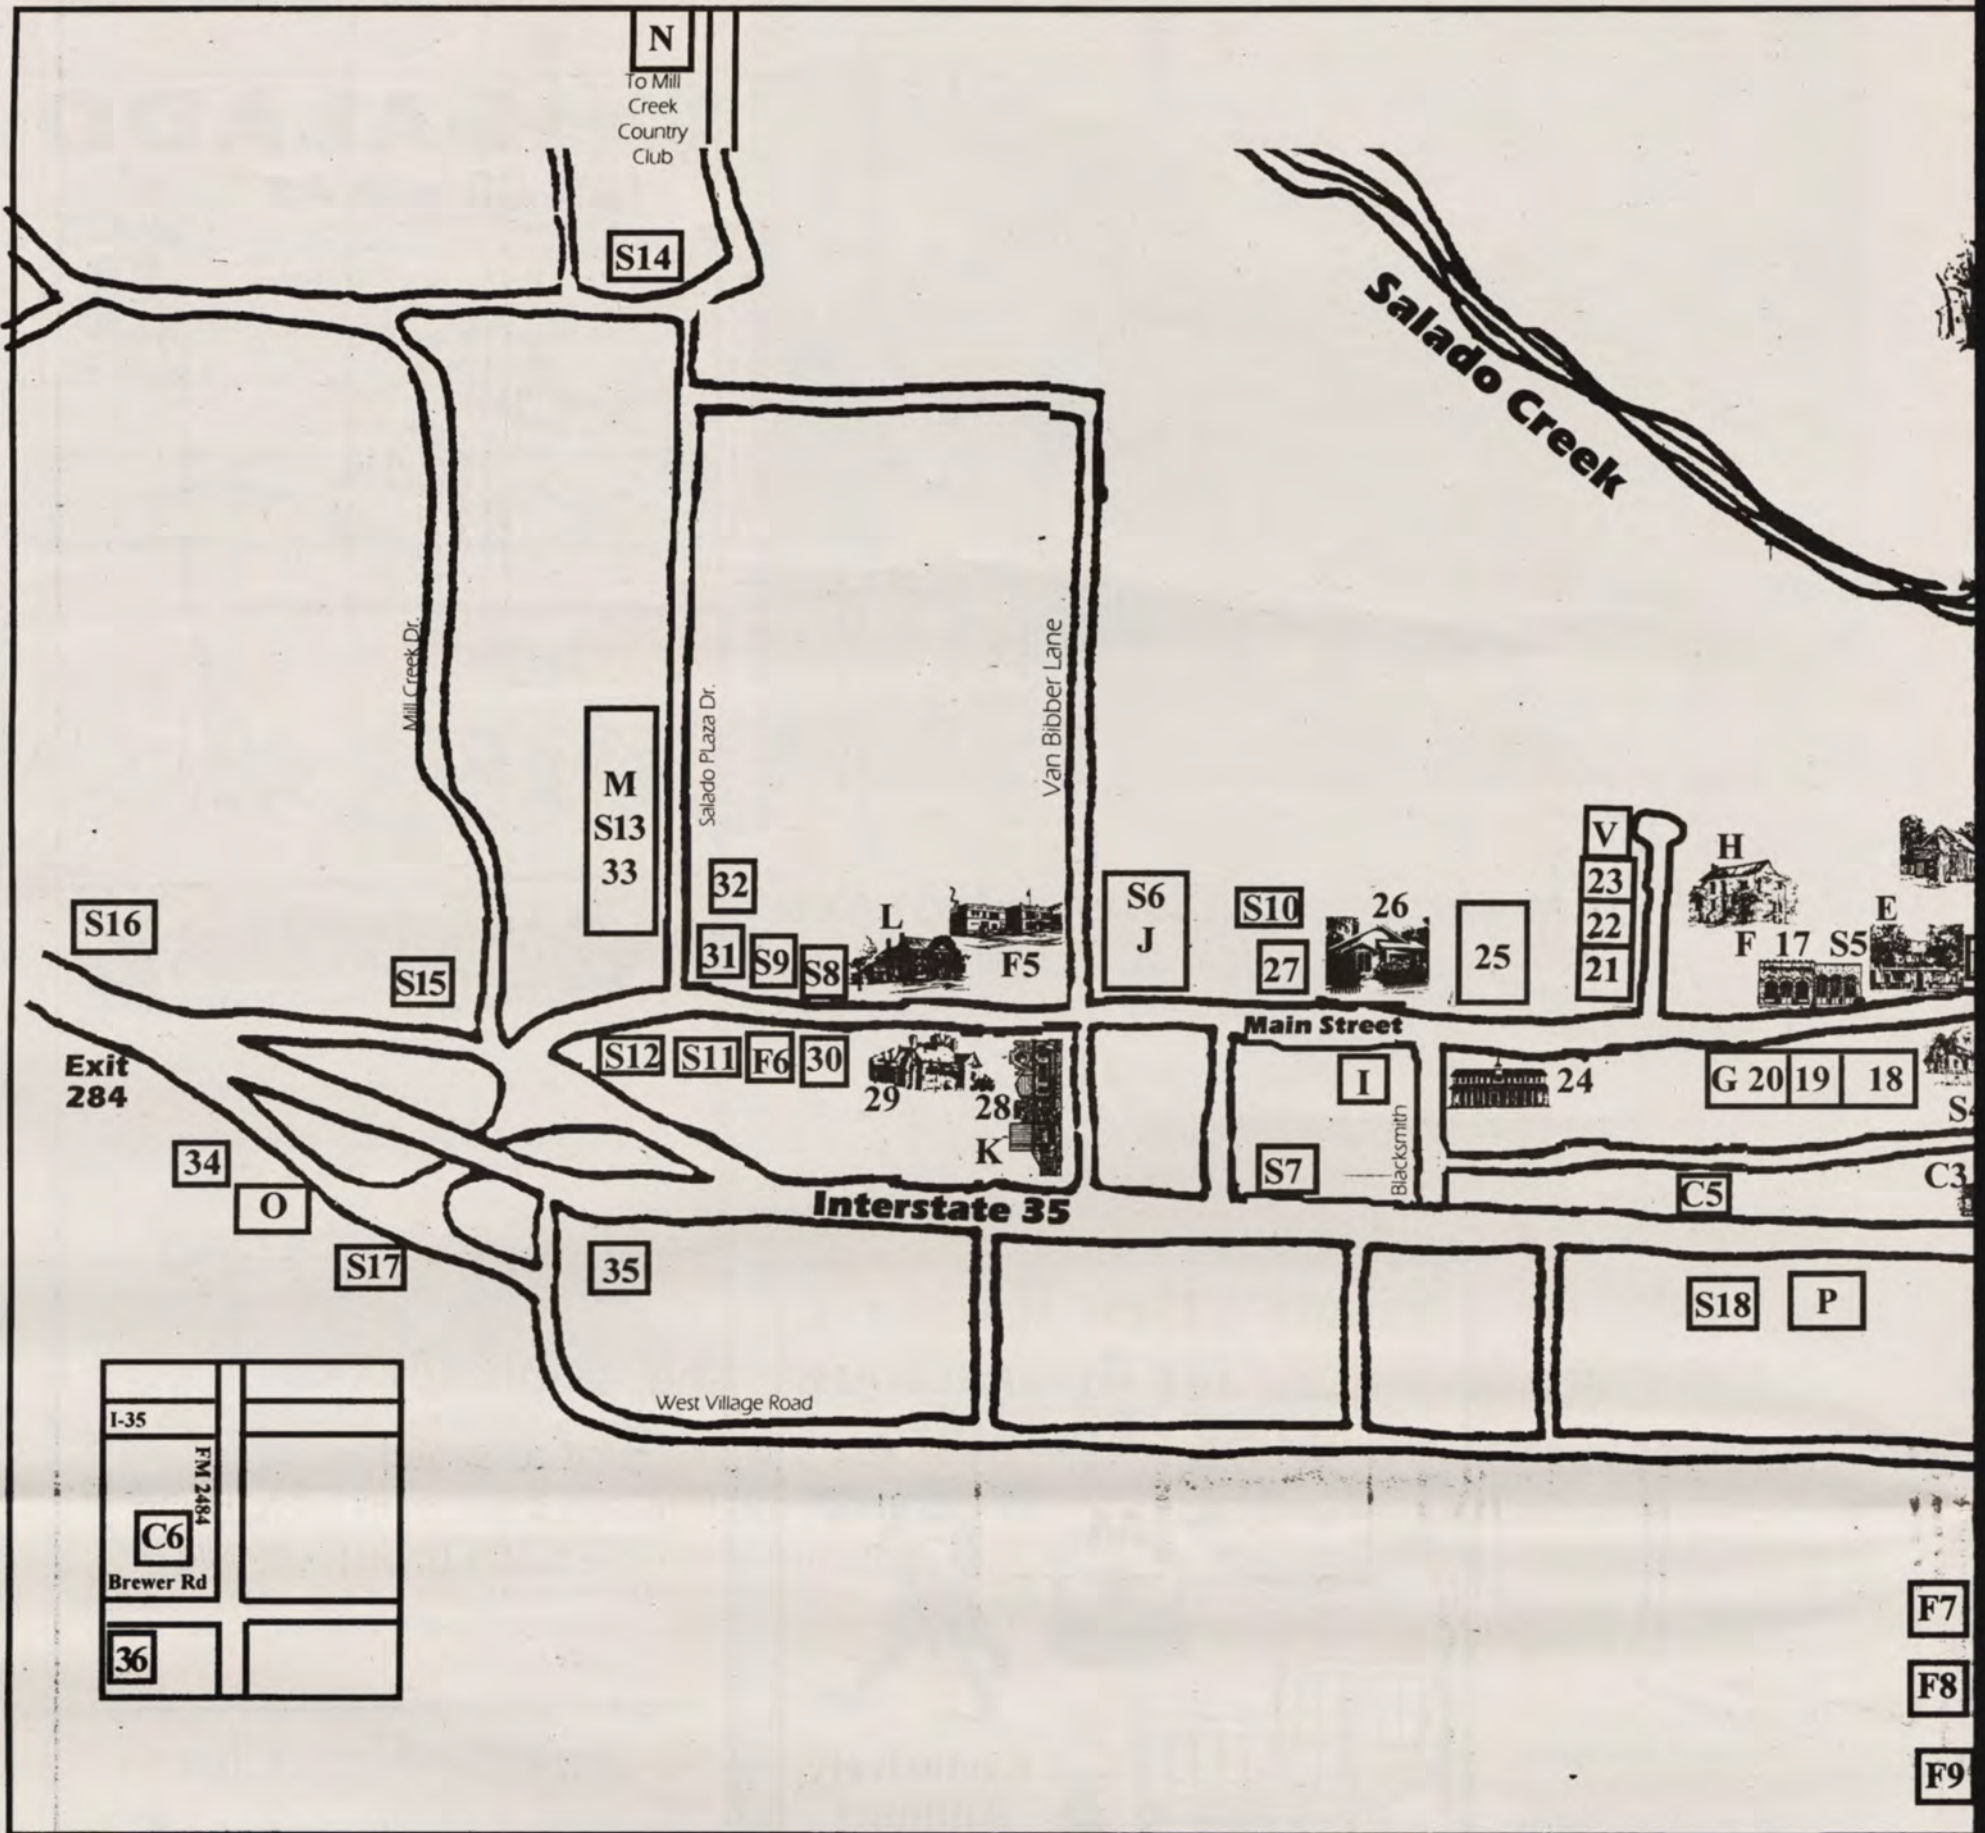 N
To Mill
Creek
Country
Club
S14
Salado Creek
Mill Creek Dr.
Salado PLaza Dr.
Van Bibber Lane
M
S13
33
32
31
S9
S8
L
F5
S6
J
S10
27
26
25
V
23
22
21
H
F 17 S5
E
S16
S15
Main Street
Exit
284
S12
S11
F6
30
29
28
K
I
Blacksmith
24
G 20 19 18
34
O
S17
Interstate 35
S7
C5
C3
35
S18
P
West Village Road
I-35
FM 2484
C6
Brewer Rd
36
F7
F8
F9